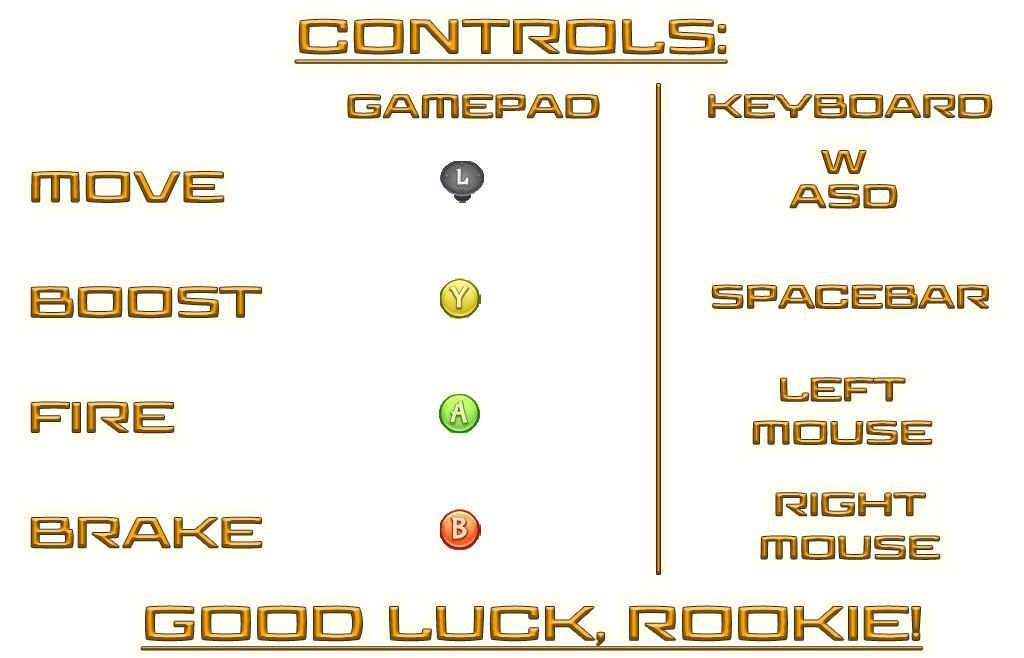 CONTROLS:
GAMEPAD KEYBOARD
MOVE L W
ASD
BOOST Y SPACEBAR
FIRE A LEFT
MOUSE
BRAKE B RIGHT
MOUSE
GOOD LUCK, ROOKIE!